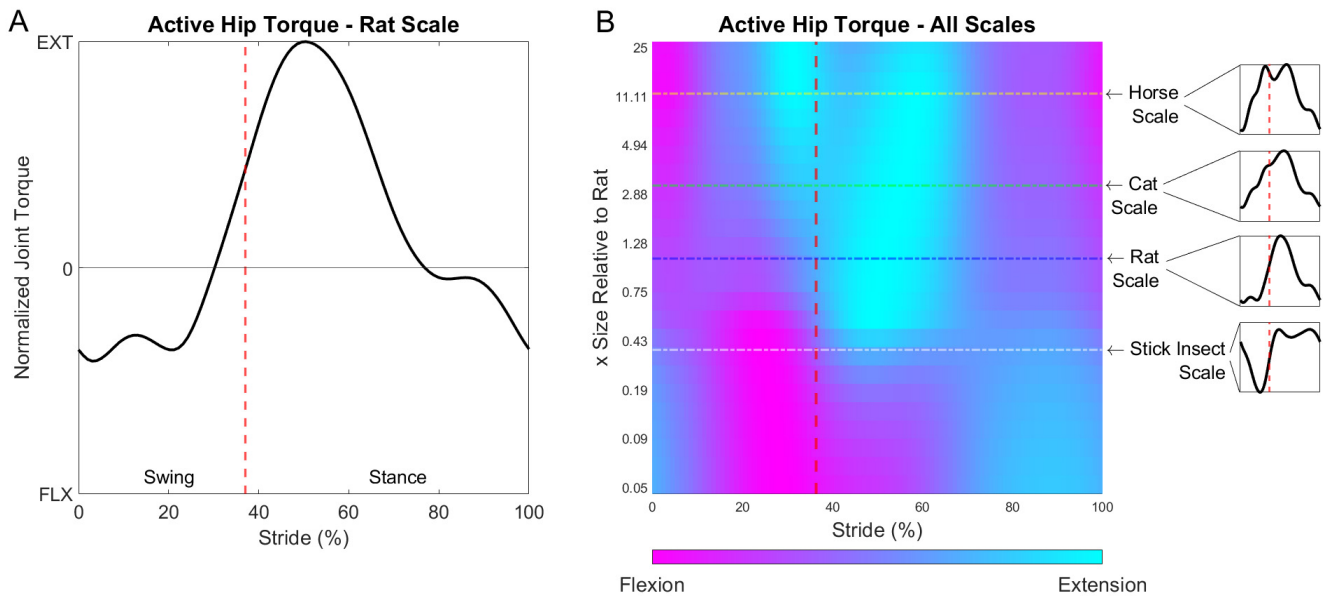 A
Active Hip Torque - Rat Scale
EXT
0
FLX
Normalized Joint Torque
Swing
Stance
0
20
40
60
80
100
Stride (%)
B
Active Hip Torque - All Scales
25
11.11
4.94
2.88
1.28
0.75
0.43
0.19
0.09
0.05
x Size Relative to Rat
0
20
40
60
80
100
Stride (%)
Flexion
Extension
← Horse
Scale
← Cat
Scale
← Rat
Scale
← Stick Insect
Scale